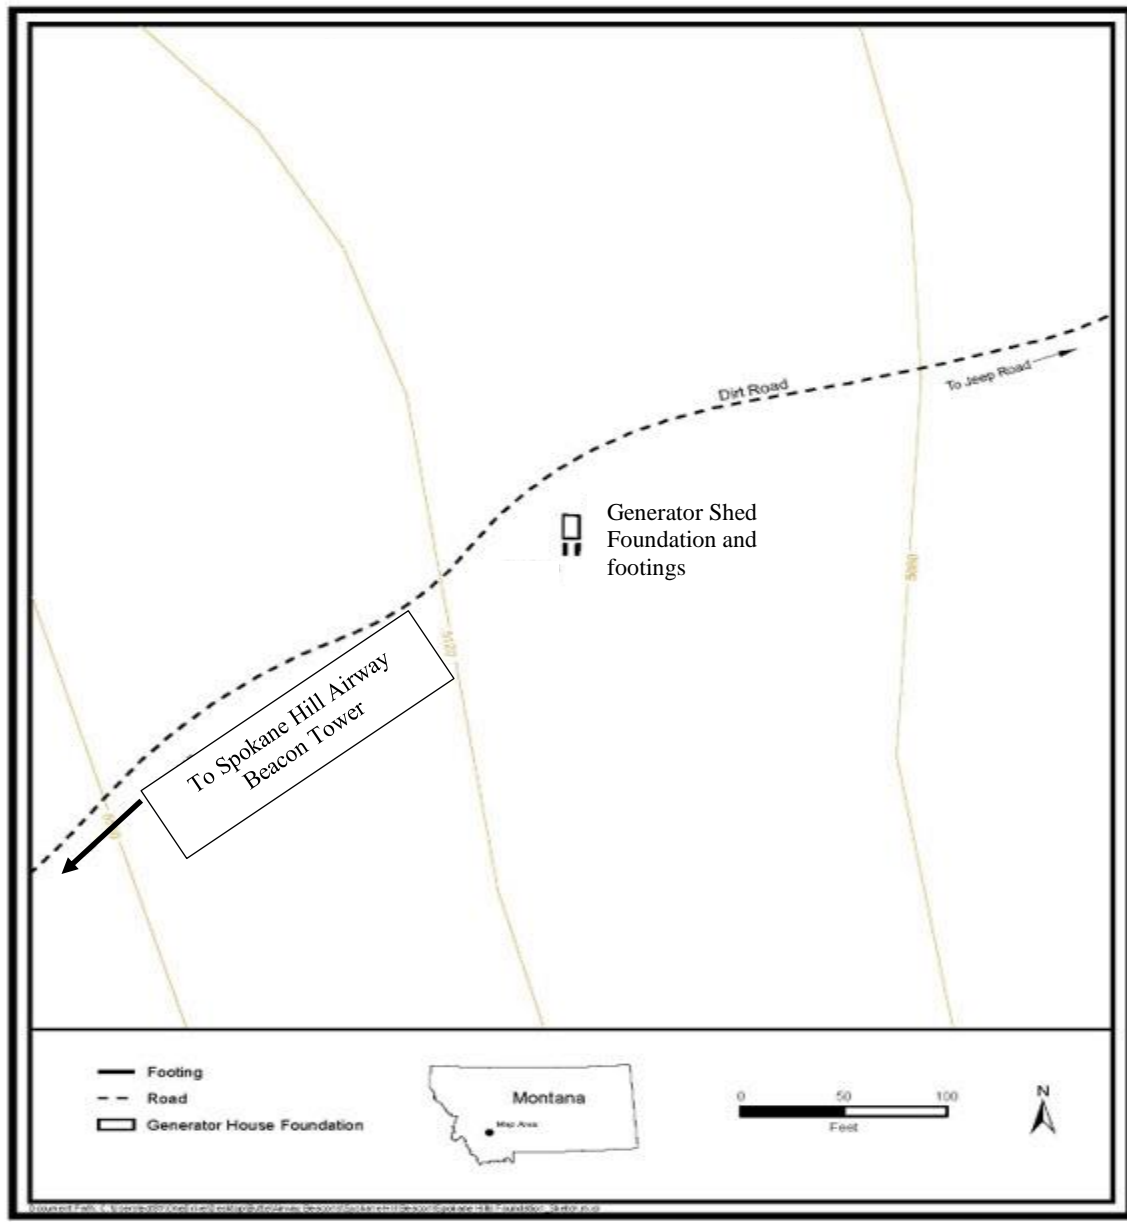 Dirt Road
To Jeep Road
Generator Shed
Foundation and
footings
5120
To Spokane Hill Airway
Beacon Tower
Footing
Road
Generator House Foundation
Montana
Map Area
0 50 100
Feet
N